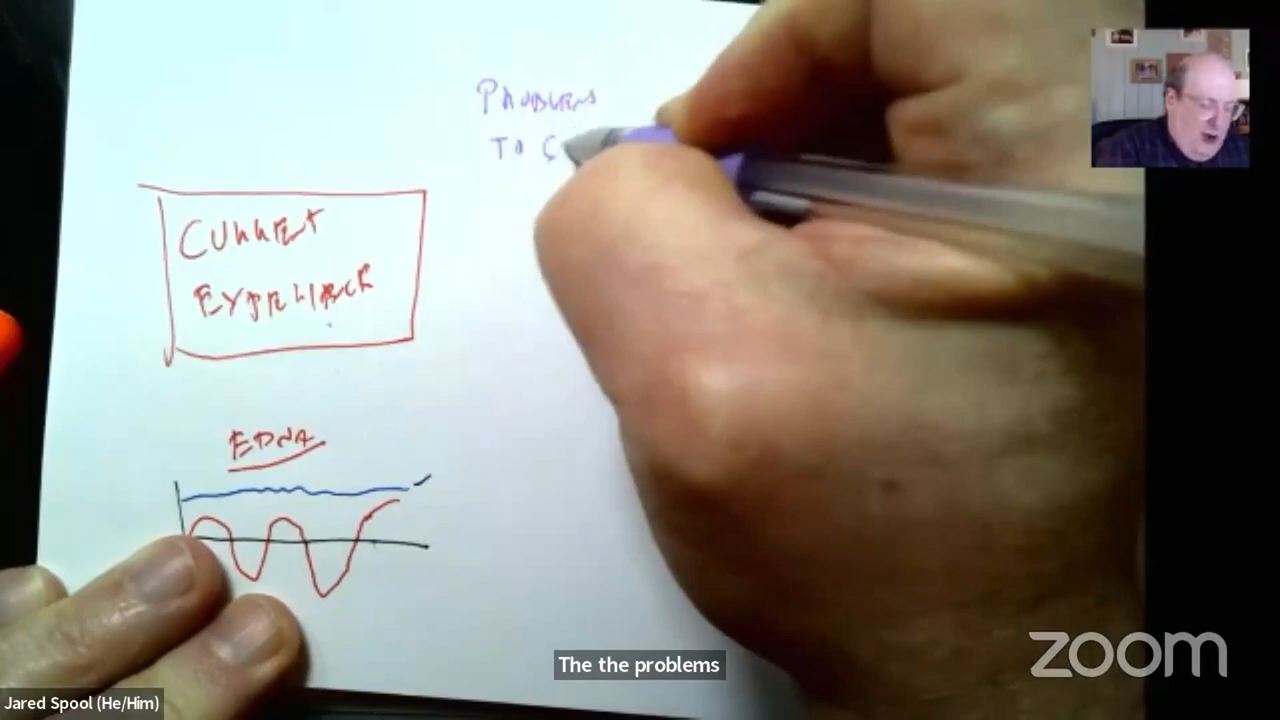 PROBLEMS
TO S
CURRENT
EXPERIENCE
EDNA
The the problems
zoom
Jared Spool (He/Him)